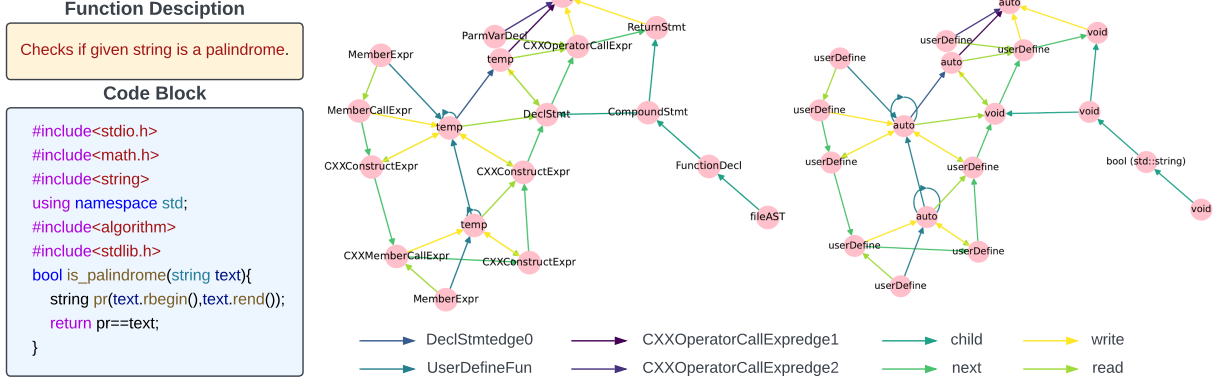 Function Desciption
Checks if given string is a palindrome.
Code Block
#include<stdio.h>
#include<math.h>
#include<string>
using namespace std;
#include<algorithm>
#include<stdlib.h>
bool is_palindrome(string text){
string pr(text.rbegin(),text.rend());
return pr==text;
}
ParmVarDecl
ReturnStmt
CXXOperatorCallExpr
MemberExpr
temp
MemberCallExpr
DeclStmt
CompoundStmt
temp
CXXConstructExpr
CXXConstructExpr
FunctionDecl
fileAST
temp
CXXMemberCallExpr
CXXConstructExpr
MemberExpr
auto
userDefine
void
userDefine
userDefine
auto
userDefine
void
void
auto
userDefine
userDefine
bool (std::string)
void
auto
userDefine
userDefine
userDefine
DeclStmtedge0
CXXOperatorCallExpredge1
child
write
UserDefineFun
CXXOperatorCallExpredge2
next
read